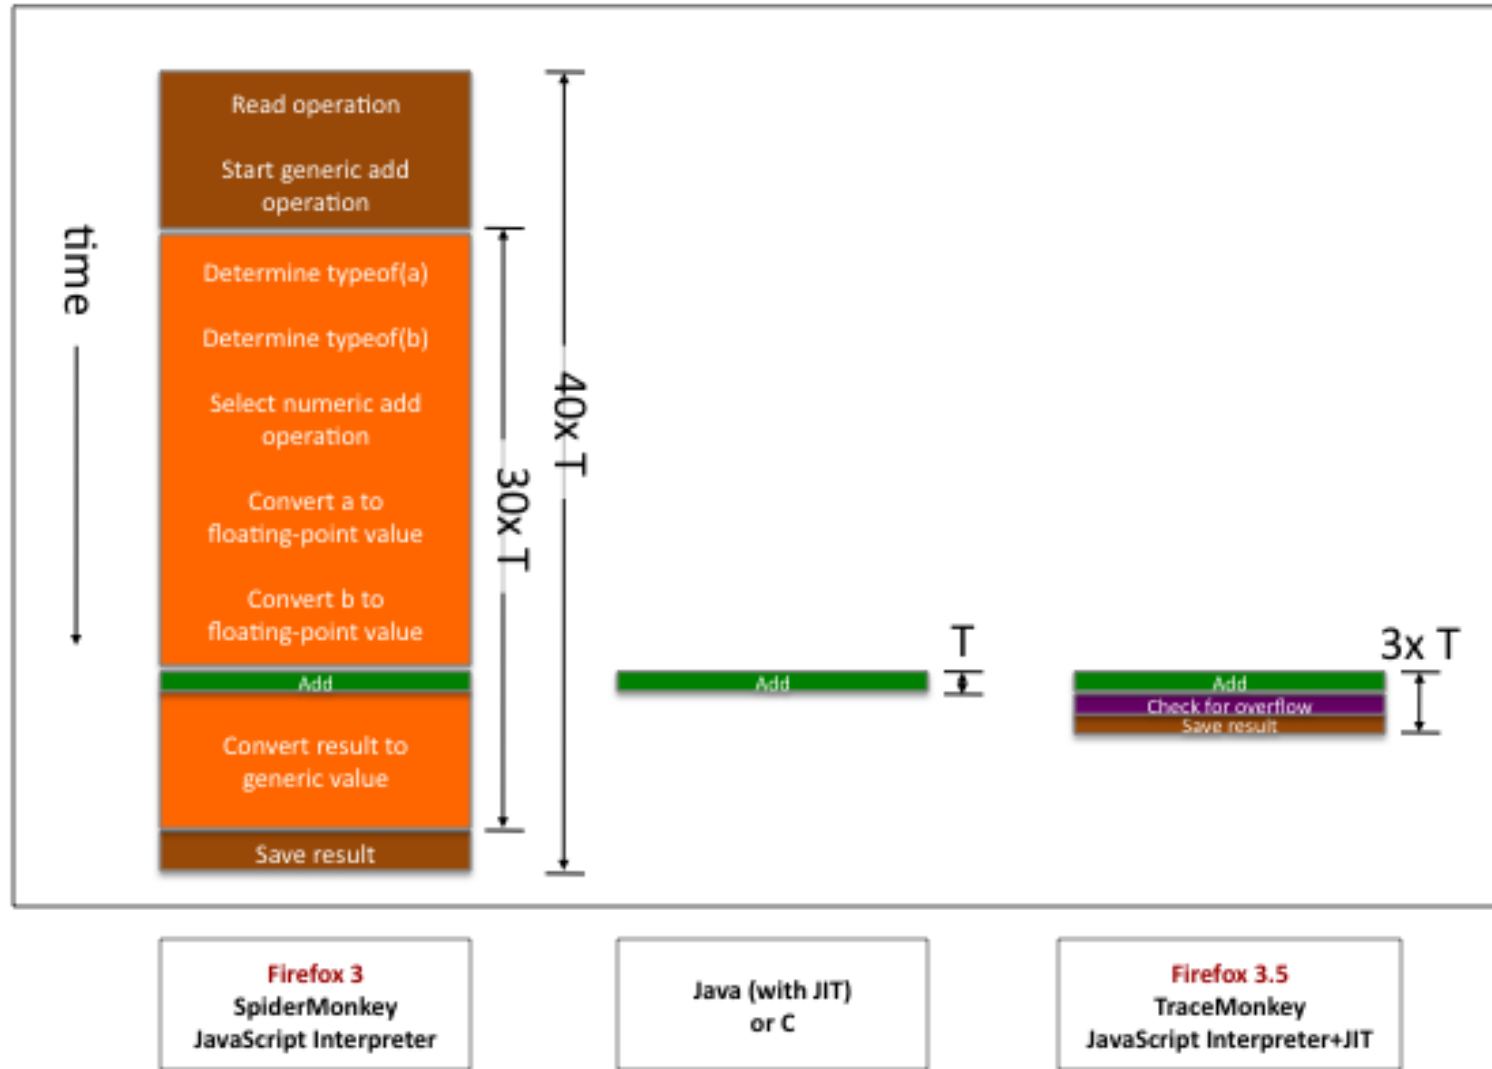 time
Read operation
Start generic add
operation
Determine typeof(a)
Determine typeof(b)
Select numeric add
operation
Convert a to
floating-point value
Convert b to
floating-point value
Add
Convert result to
generic value
Save result
30x T
40x T
Add
T
Add
Check for overflow
Save result
3x T
Firefox 3
SpiderMonkey
JavaScript Interpreter
Java (with JIT)
or C
Firefox 3.5
TraceMonkey
JavaScript Interpreter+JIT